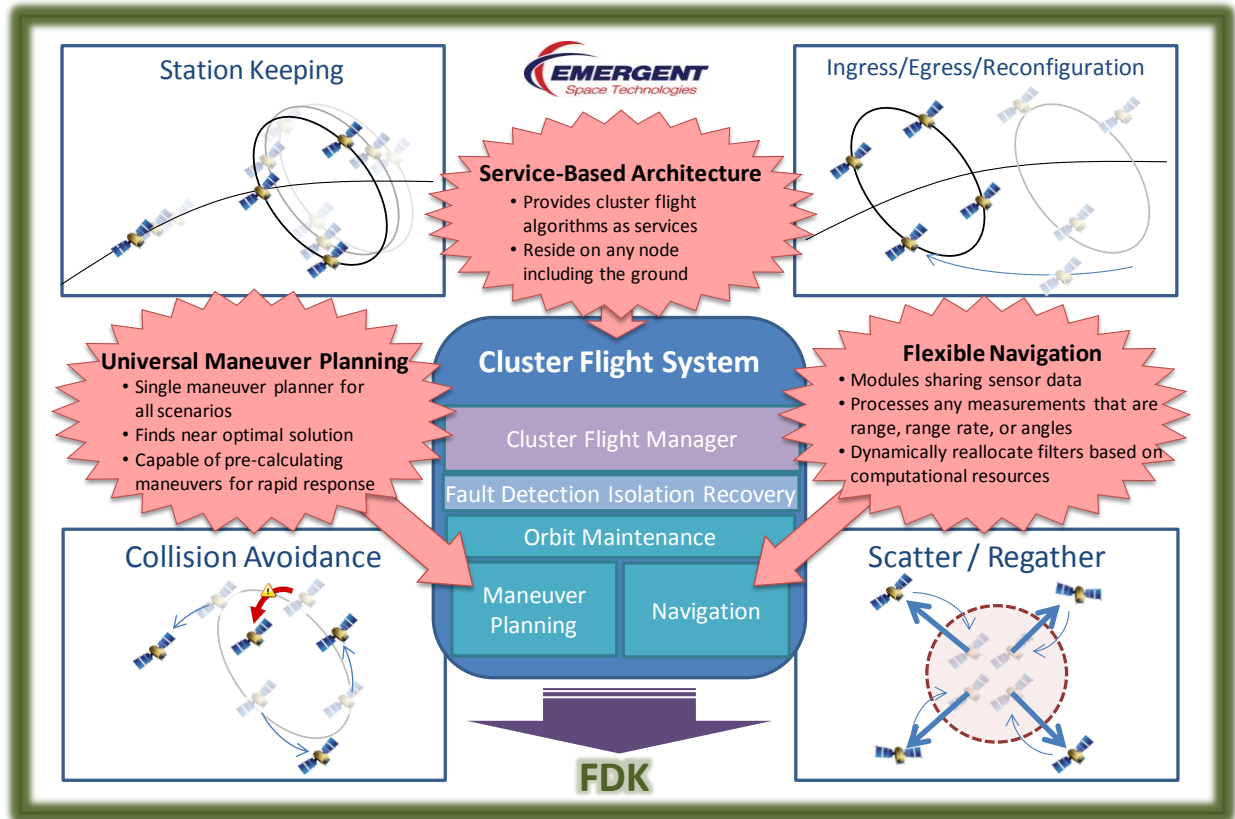 Station Keeping
EMERGENT
Space Technologies
Ingress/Egress/Reconfiguration
Service-Based Architecture
• Provides cluster flight
algorithms as services
• Reside on any node
including the ground
Universal Maneuver Planning
• Single maneuver planner for
all scenarios
• Finds near optimal solution
• Capable of pre-calculating
maneuvers for rapid response
Cluster Flight System
Cluster Flight Manager
Fault Detection Isolation Recovery
Orbit Maintenance
Maneuver
Planning
Navigation
Flexible Navigation
• Modules sharing sensor data
• Processes any measurements that are
range, range rate, or angles
• Dynamically reallocate filters based on
computational resources
Collision Avoidance
Scatter / Regather
FDK